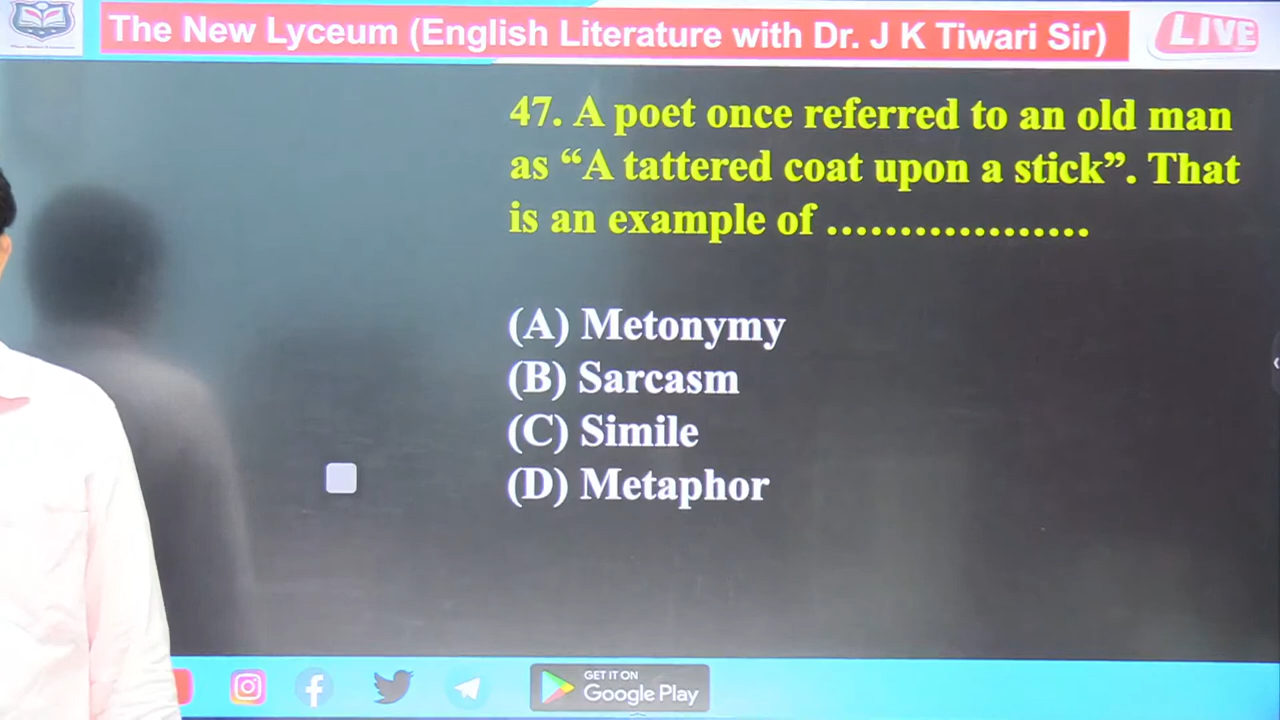 The New Lyceum (English Literature with Dr. J K Tiwari Sir)
LIVE
47. A poet once referred to an old man
as “A tattered coat upon a stick”. That
is an example of ..................
(A) Metonymy
(B) Sarcasm
(C) Simile
(D) Metaphor
GET IT ON
Google Play